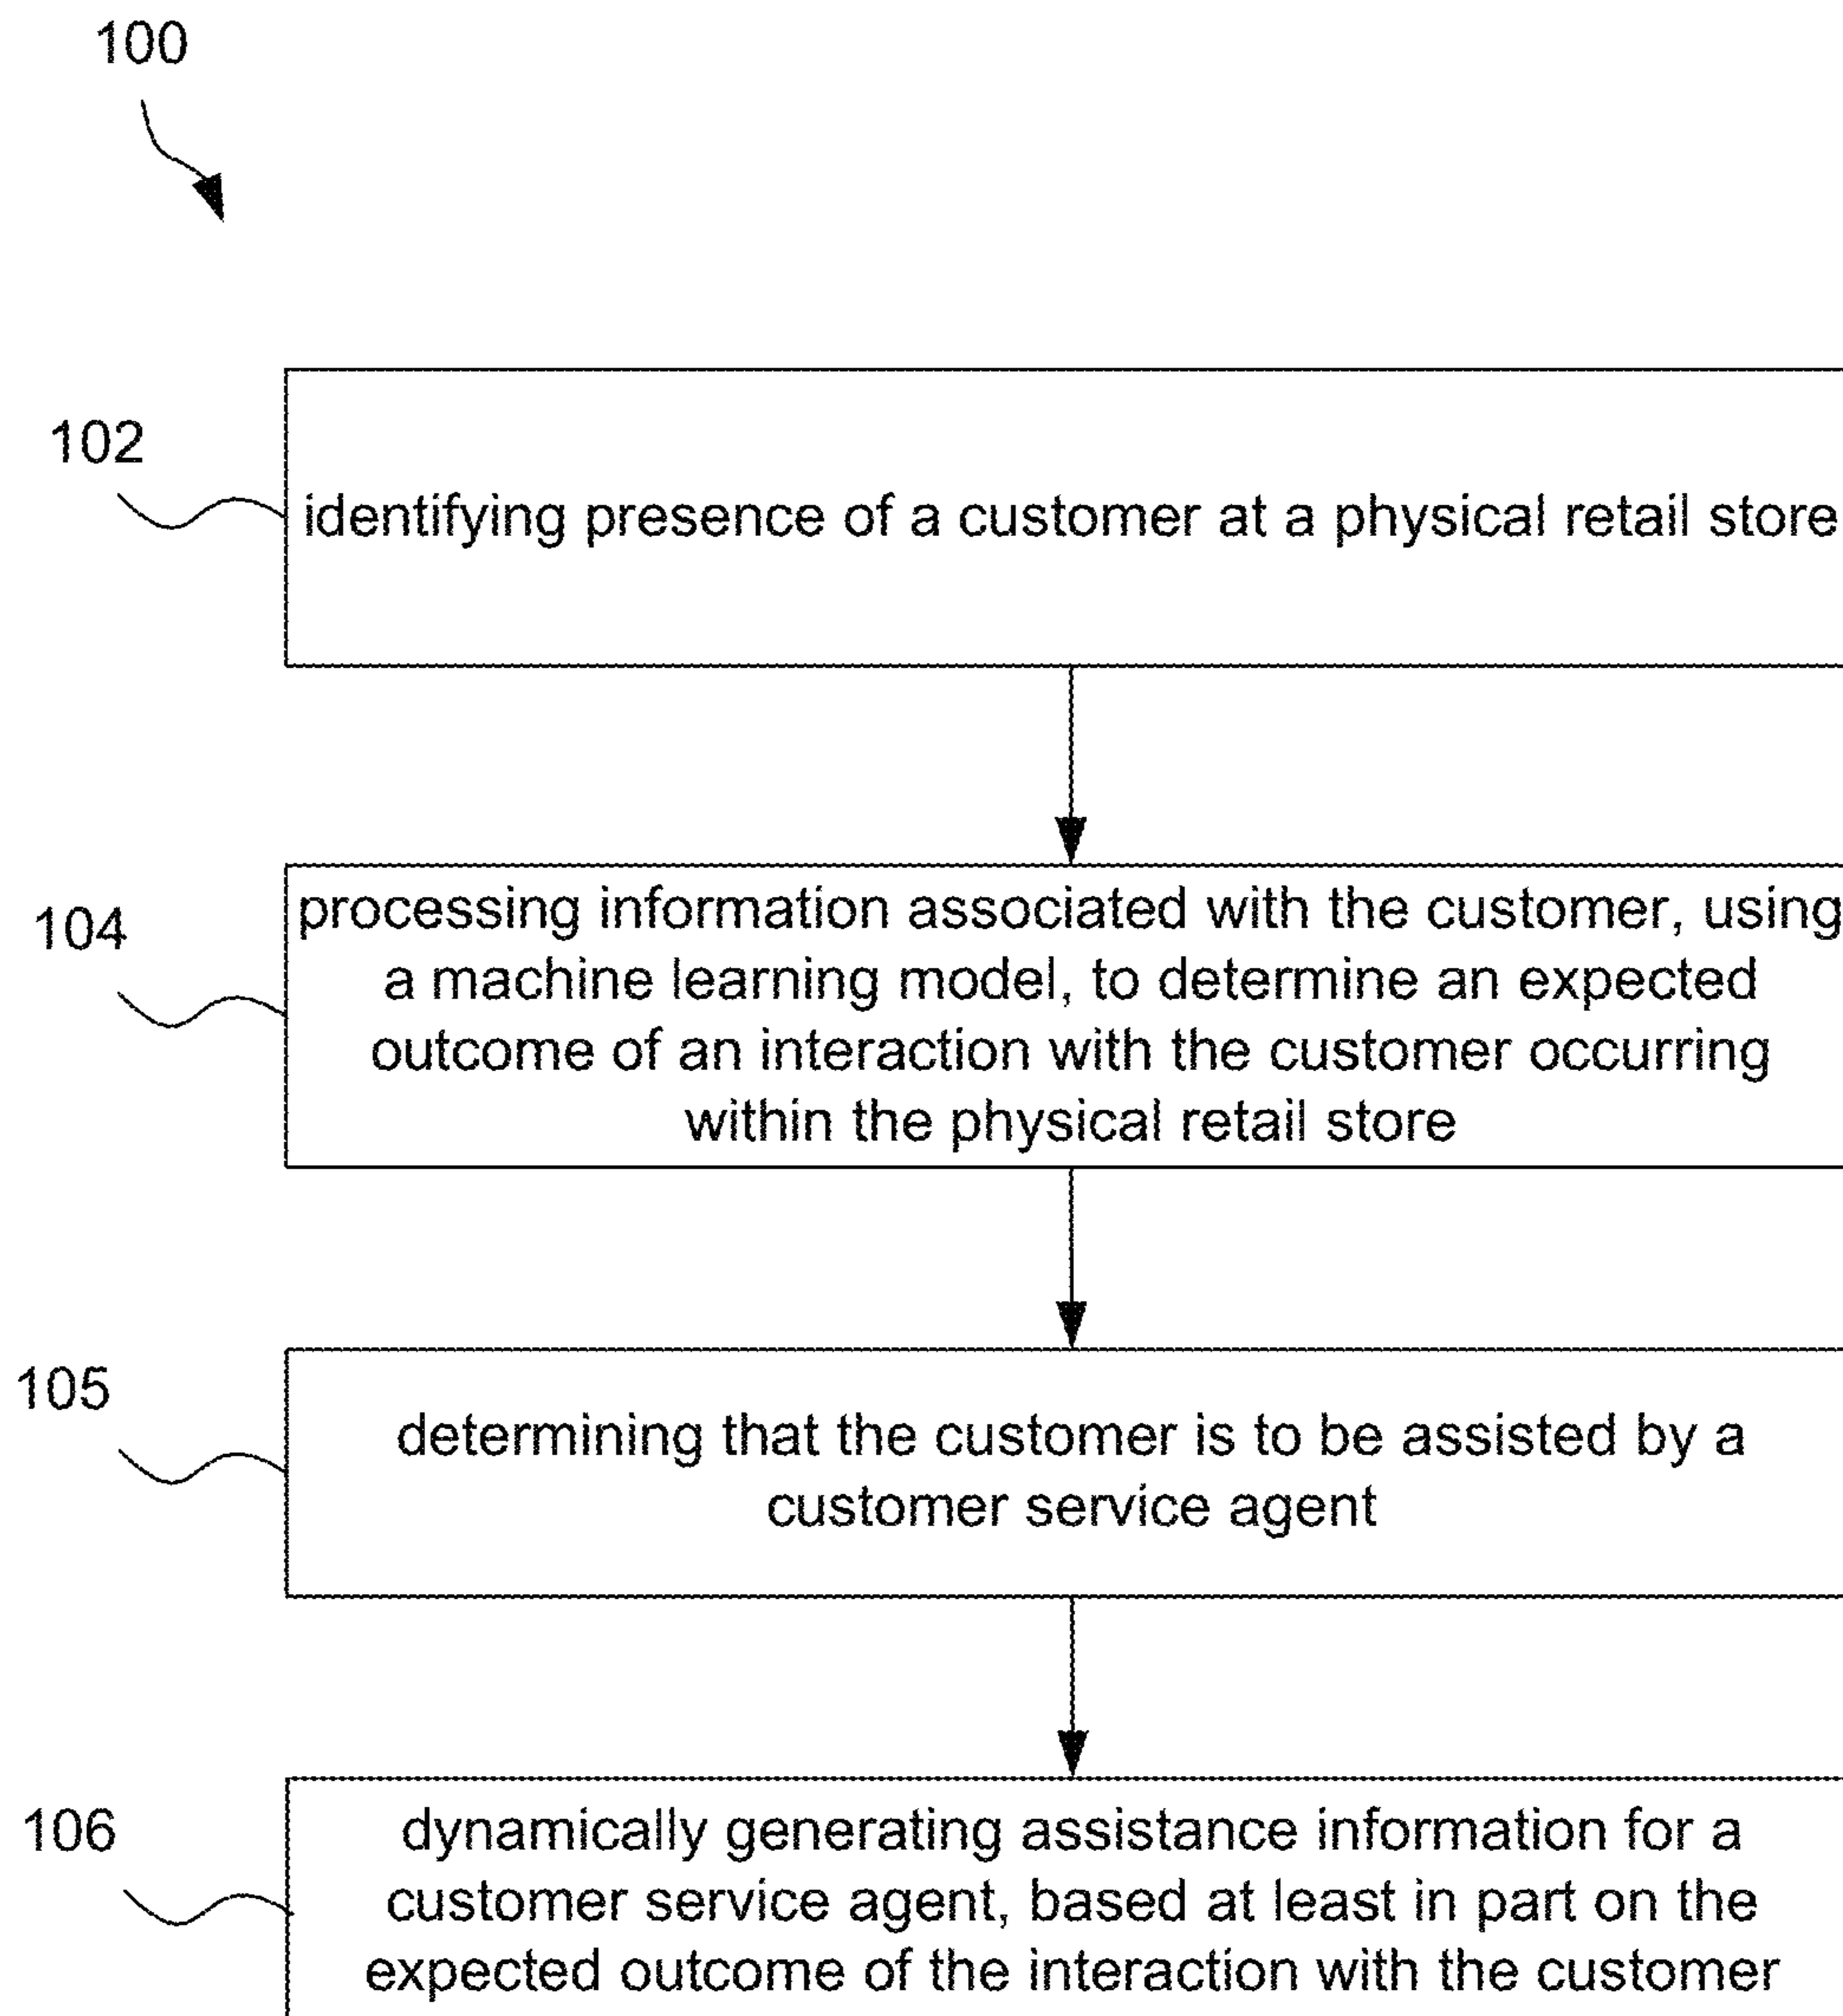 100
102
identifying presence of a customer at a physical retail store
104
processing information associated with the customer, using
a machine learning model, to determine an expected
outcome of an interaction with the customer occurring
within the physical retail store
105
determining that the customer is to be assisted by a
customer service agent
106
dynamically generating assistance information for a
customer service agent, based at least in part on the
expected outcome of the interaction with the customer